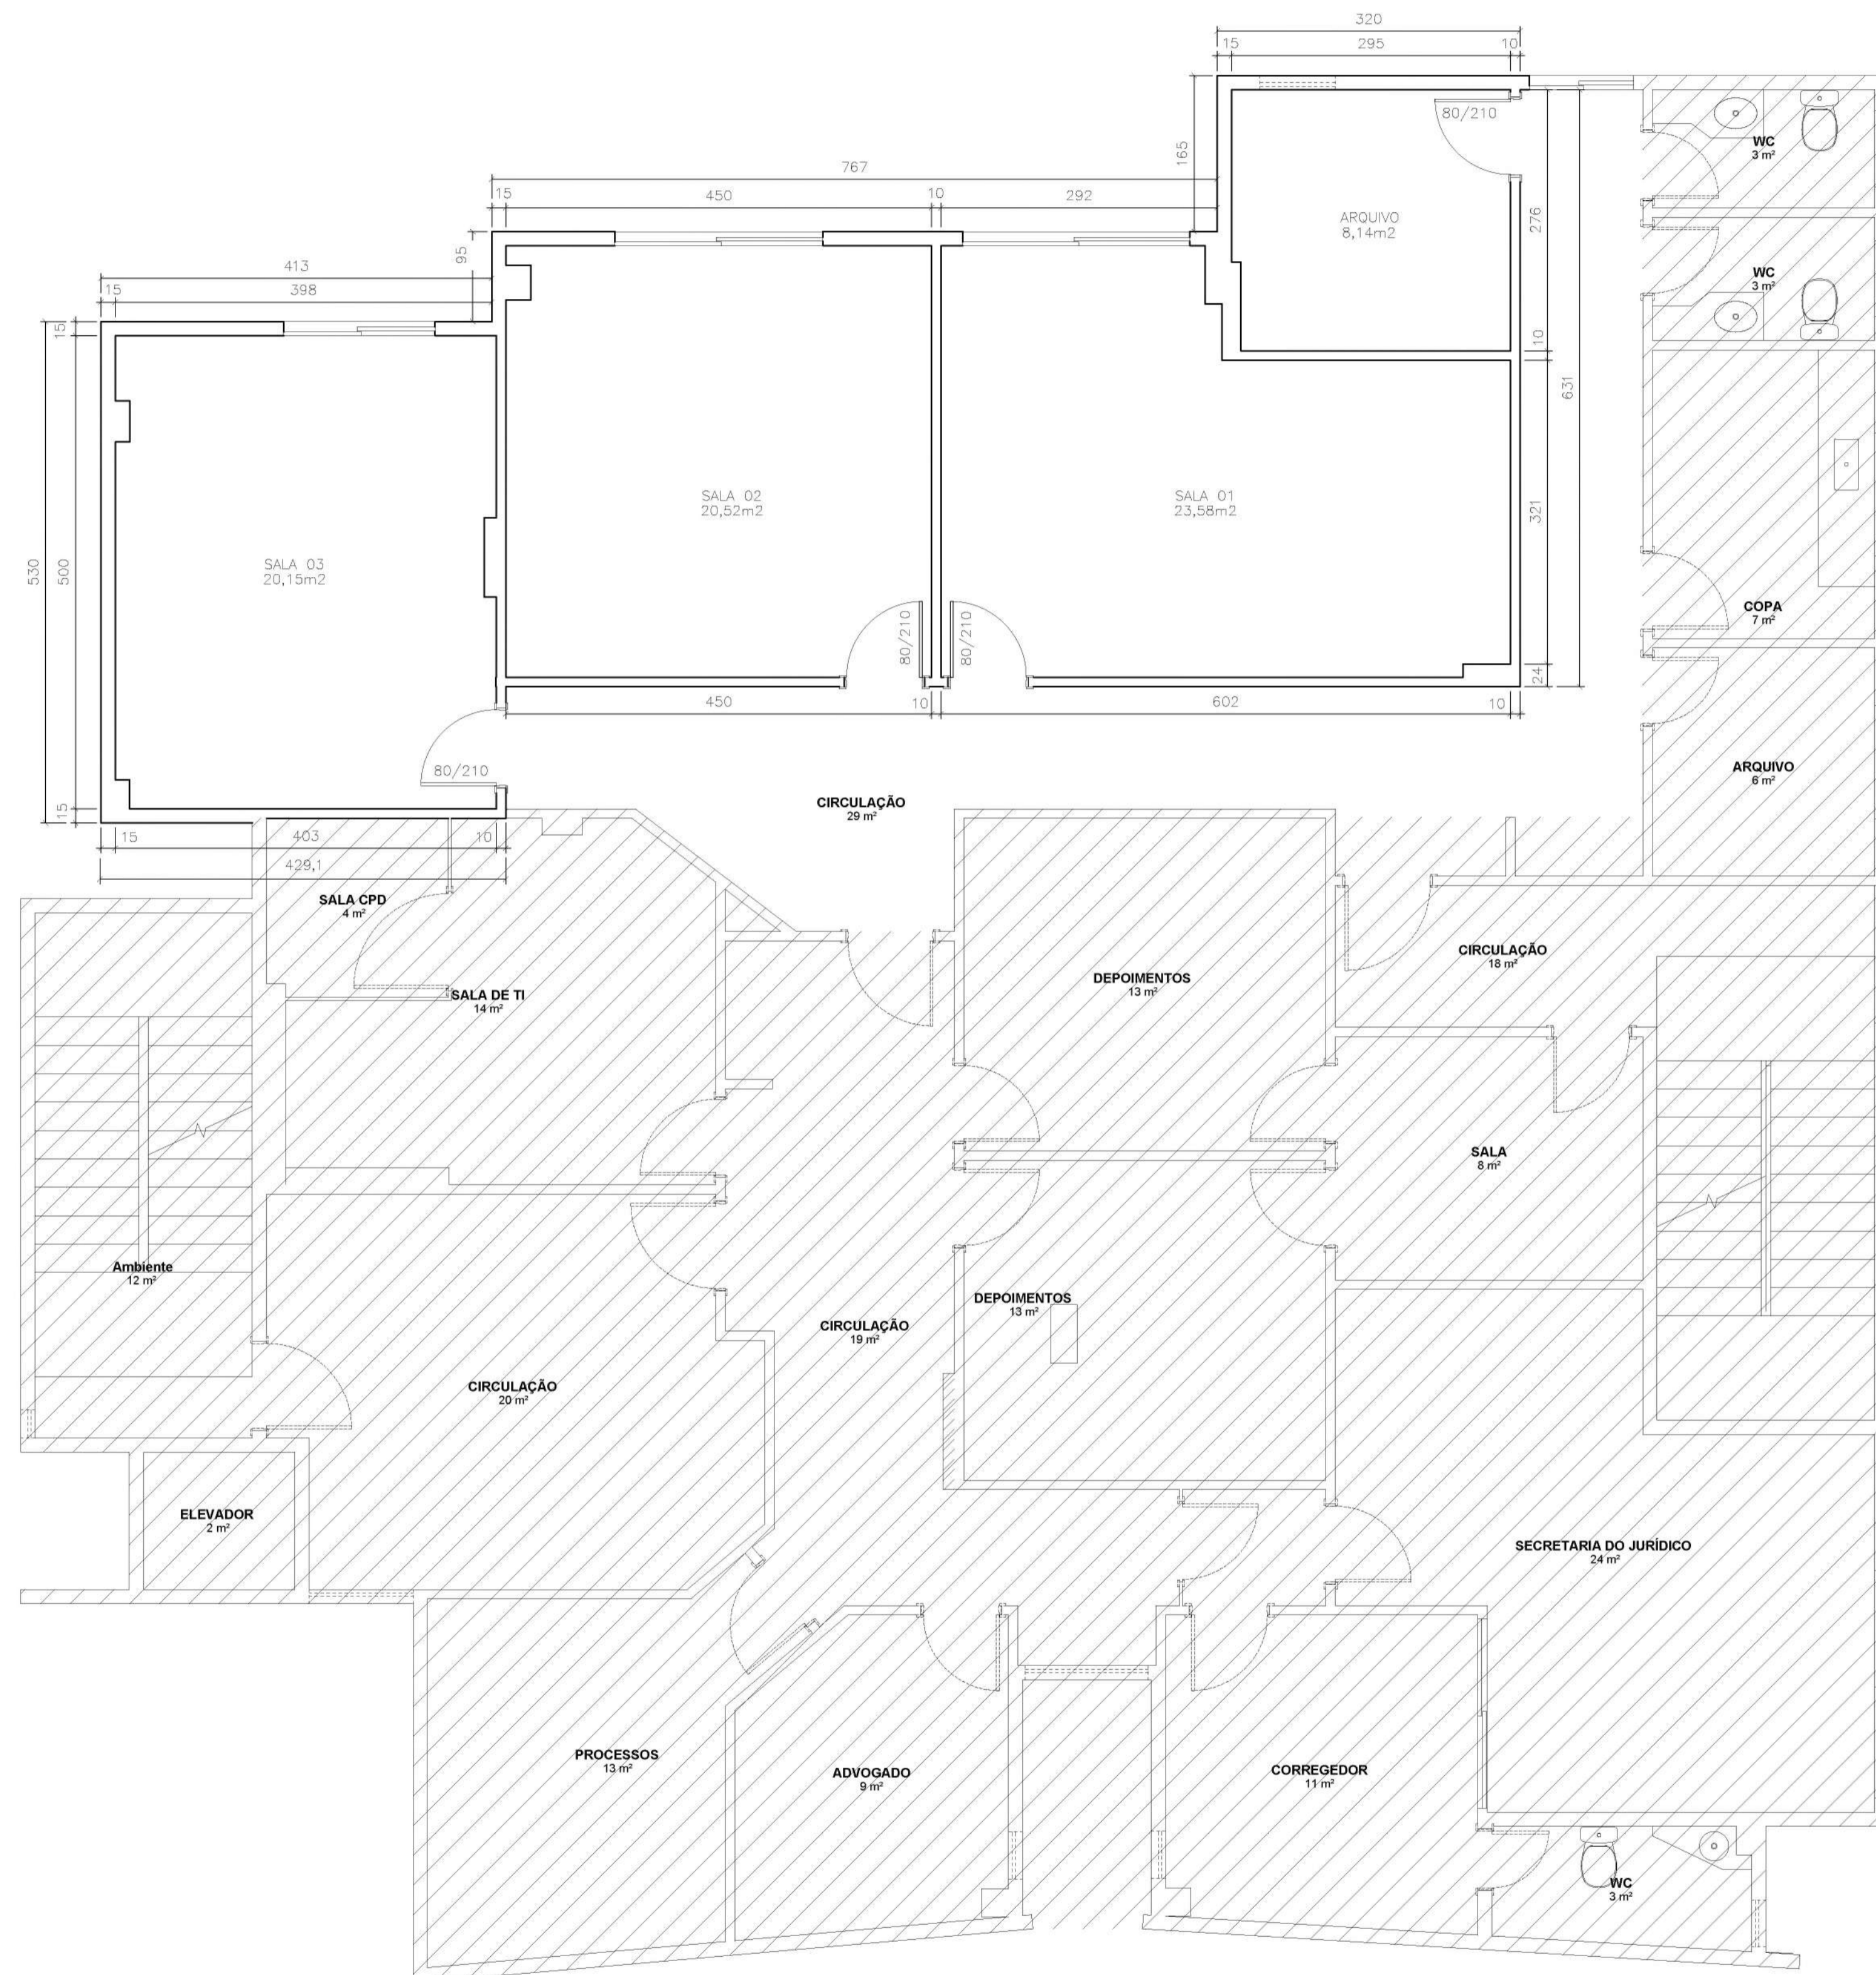 320
15 295 10
80/210
WC
3 m²
165
767
15 450 10 292
ARQUIVO
8,14m2
276
95
413
15 398
WC
3 m²
15
10
631
530
500
SALA 03
20,15m2
SALA 02
20,52m2
SALA 01
23,58m2
321
80/210
80/210
COPA
7 m²
24
450 10 602 10
80/210
ARQUIVO
6 m²
15
CIRCULAÇÃO
29 m²
15 403 10
429,1
SALA CPD
4 m²
SALA DE TI
14 m²
DEPOIMENTOS
13 m²
CIRCULAÇÃO
18 m²
SALA
8 m²
Ambiente
12 m²
DEPOIMENTOS
13 m²
CIRCULAÇÃO
19 m²
CIRCULAÇÃO
20 m²
ELEVADOR
2 m²
SECRETARIA DO JURÍDICO
24 m²
PROCESSOS
13 m²
ADVOGADO
9 m²
CORREGEDOR
11 m²
WC
3 m²